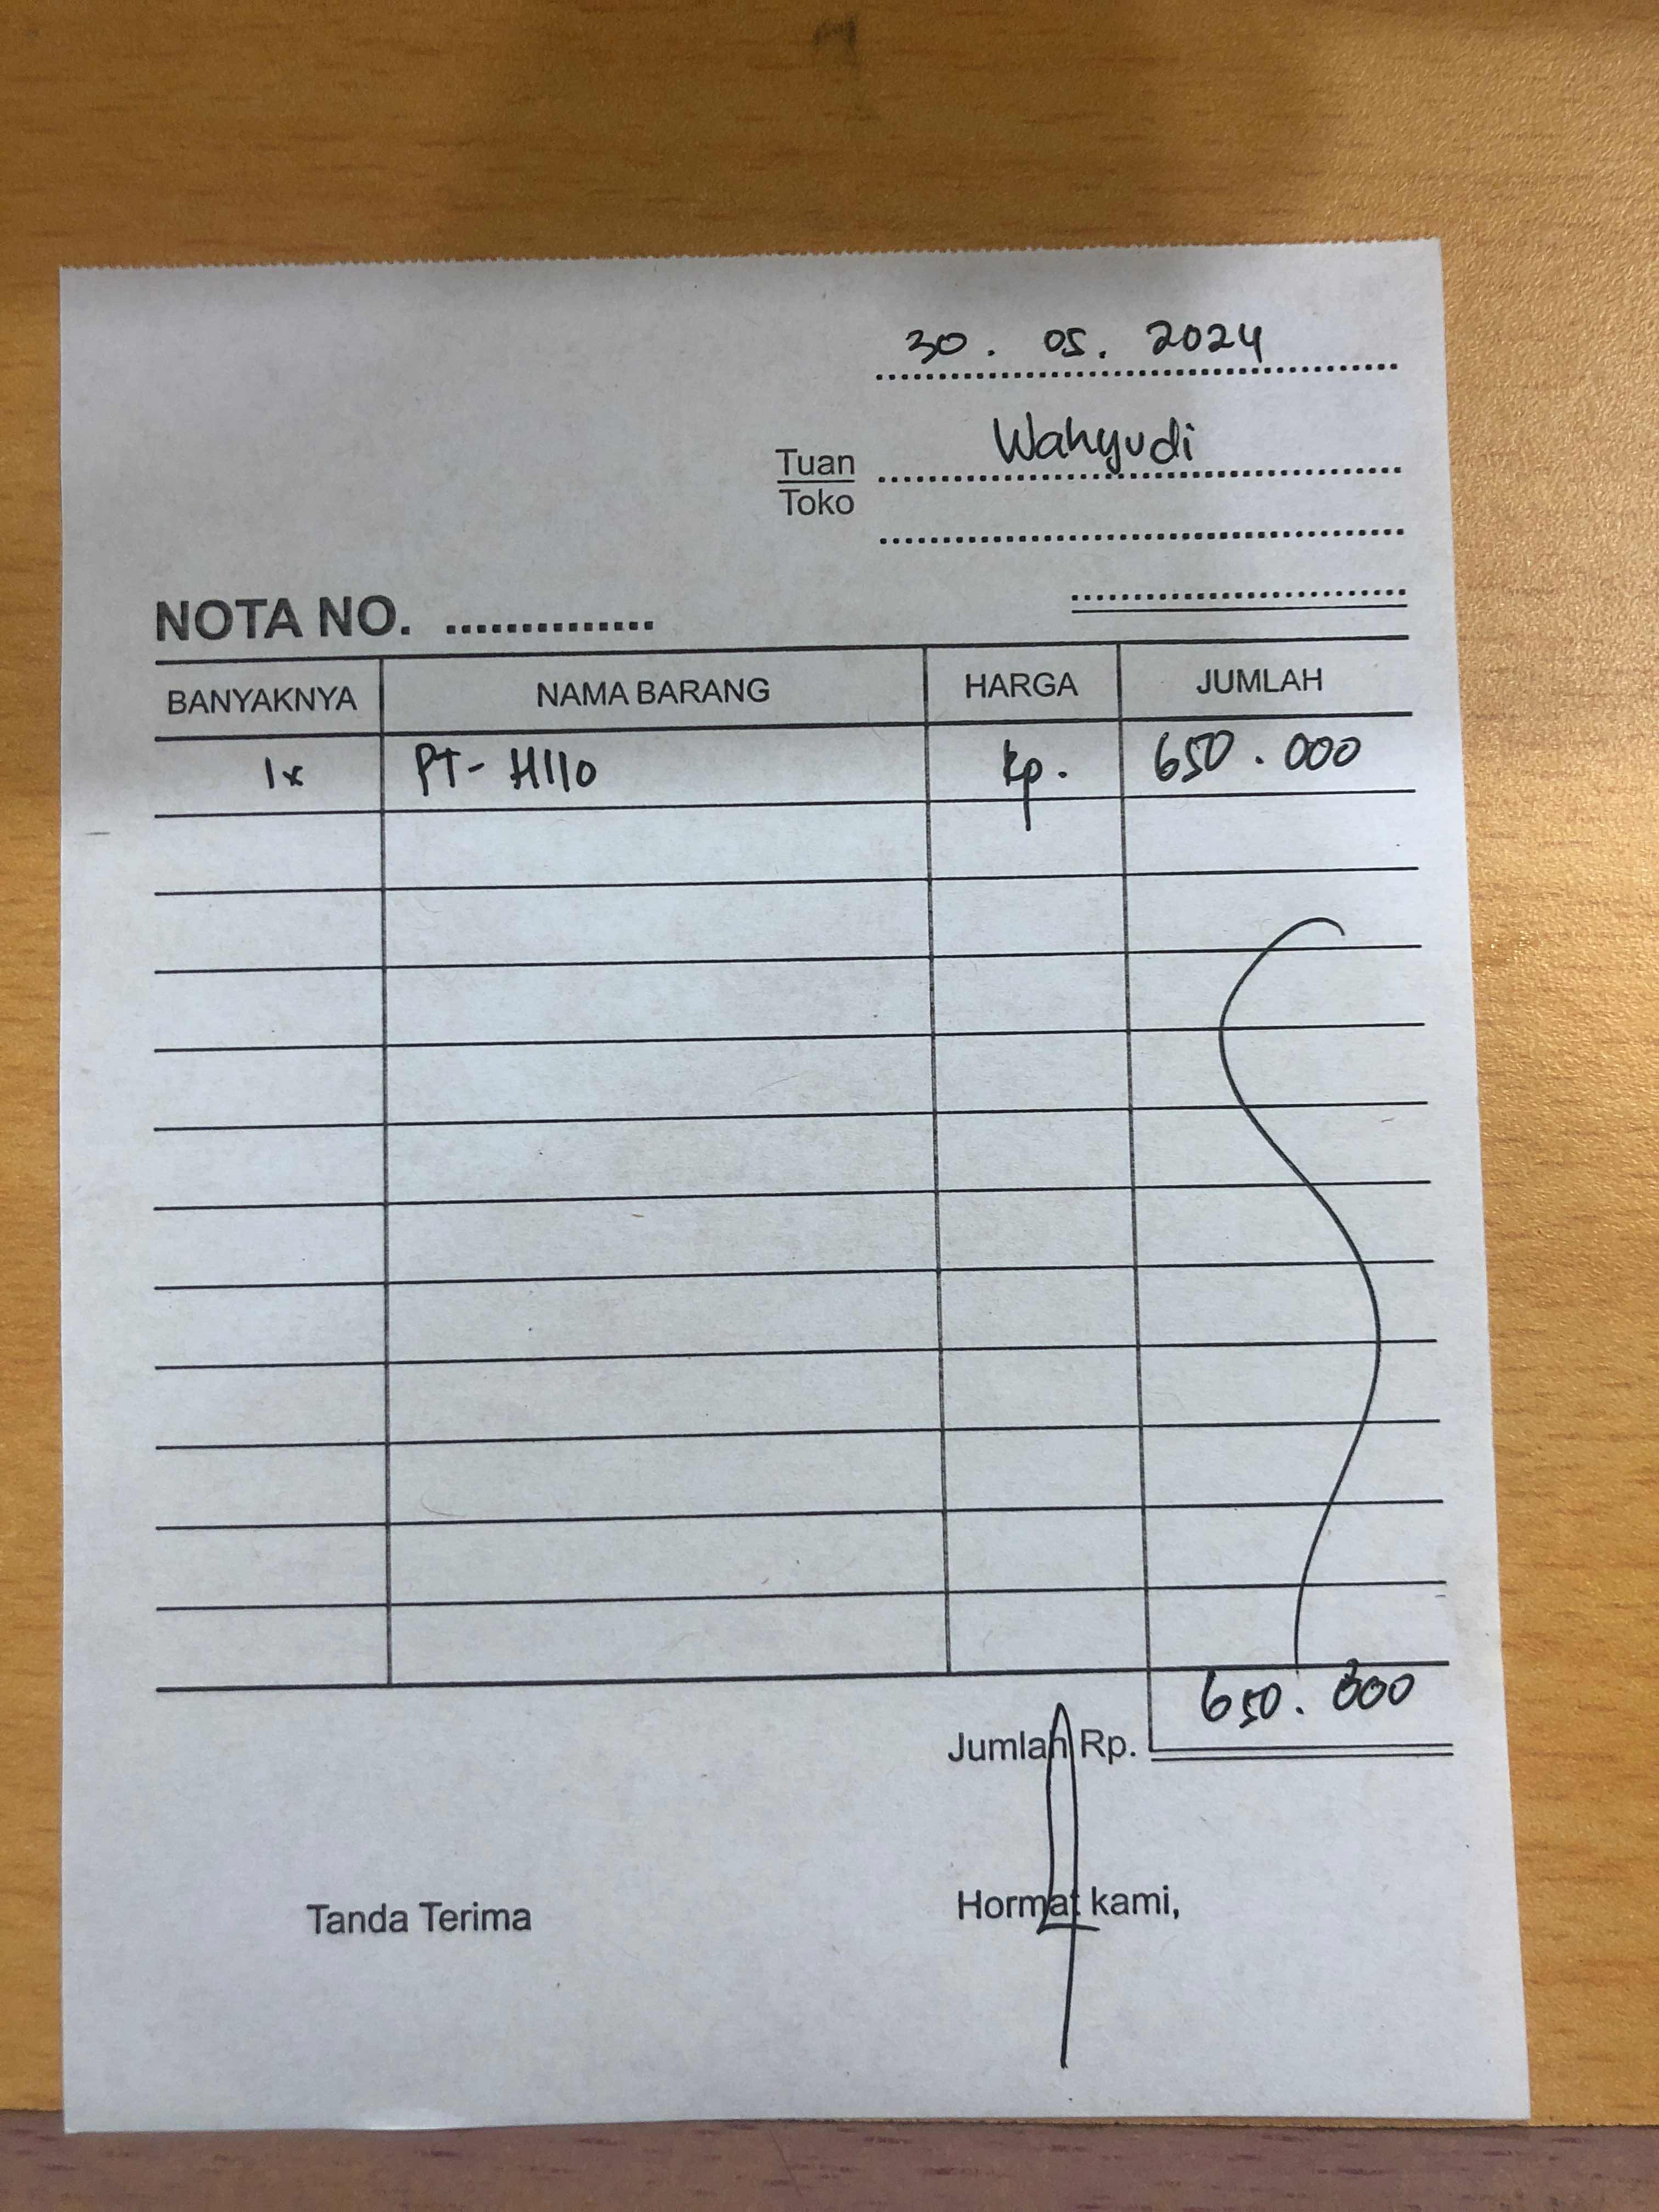 30. 05. 2024
Tuan Wahyudi
Toko
NOTA NO. ...............
BANYAKNYA NAMA BARANG HARGA JUMLAH
1x PT-H110 Rp. 650.000
Jumlah Rp. 650.000
Tanda Terima Hormat kami,